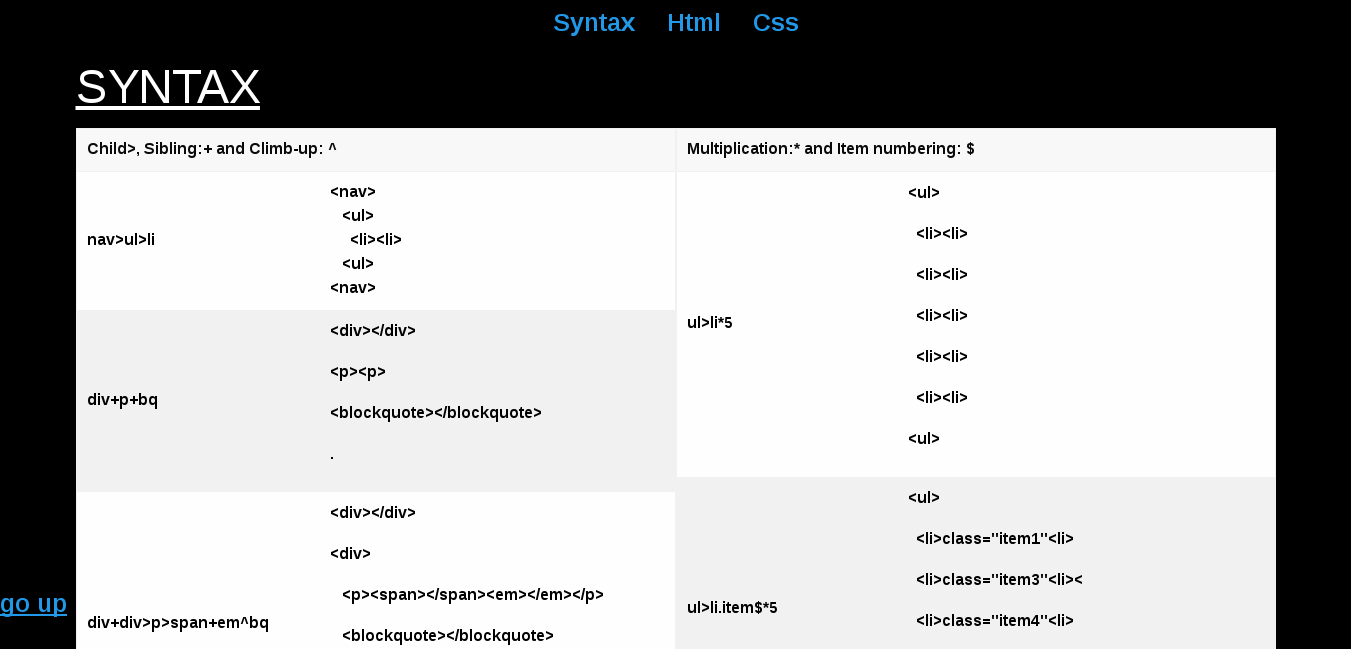 Syntax Html Css
SYNTAX
Child>, Sibling:+ and Climb-up: ^
nav>ul>li
<nav>
<ul>
<li><li>
<ul>
<nav>
div+p+bq
<div></div>
<p><p>
<blockquote></blockquote>
.
div+div>p>span+em^bq
<div></div>
<div>
<p><span></span><em></em></p>
<blockquote></blockquote>
Multiplication:* and Item numbering: $
ul>li*5
<ul>
<li><li>
<li><li>
<li><li>
<li><li>
<li><li>
<ul>
ul>li.item$*5
<ul>
<li>class="item1"<li>
<li>class="item3"<li><
<li>class="item4"<li>
go up